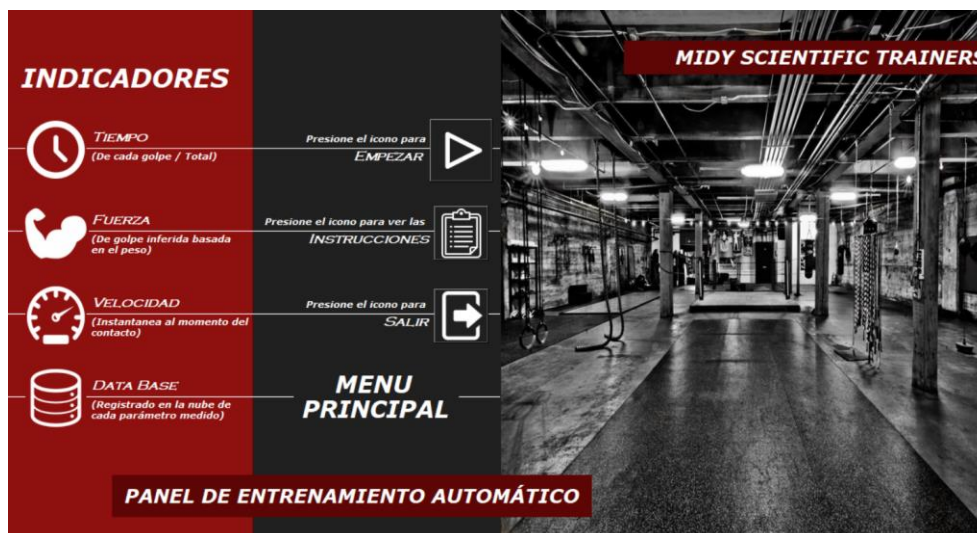 INDICADORES
TIEMPO
(De cada golpe / Total)
FUERZA
(De golpe inferida basada
en el peso)
VELOCIDAD
(Instantanea al momento del
contacto)
DATA BASE
(Registrado en la nube de
cada parámetro medido)
Presione el icono para
EMPEZAR
Presione el icono para ver las
INSTRUCCIONES
Presione el icono para
SALIR
MENU
PRINCIPAL
MIDY SCIENTIFIC TRAINERS
PANEL DE ENTRENAMIENTO AUTOMÁTICO